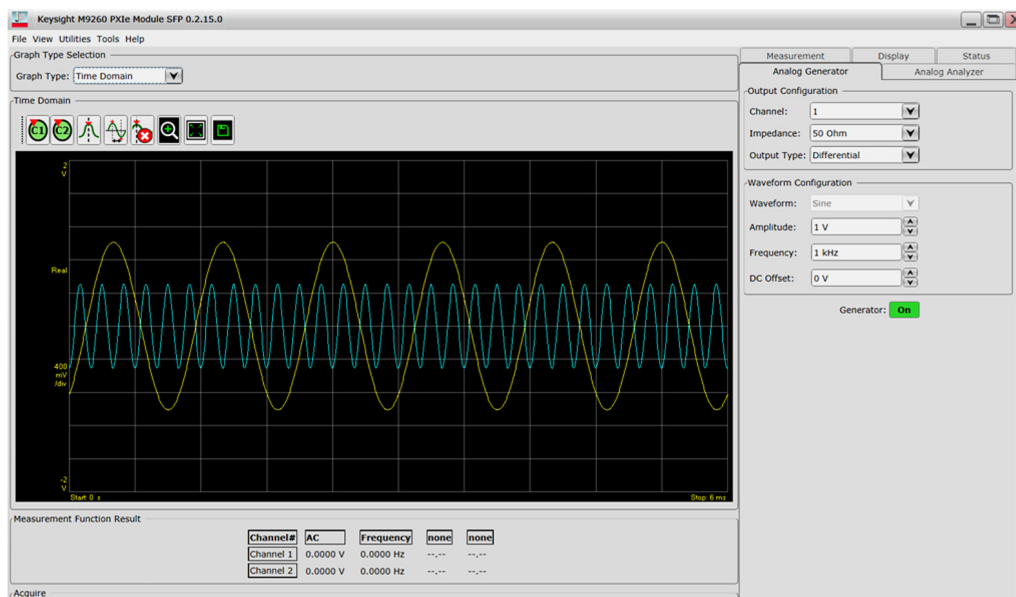 Keysight M9260 PXIe Module SFP 0.2.15.0
File View Utilities Tools Help
Graph Type Selection
Graph Type: Time Domain
Time Domain
C1 C2
2
V
Real
400
mV
/div
-2
V
Start 0 s
Stop: 6 ms
Measurement Function Result
Channel# AC Frequency none none
Channel 1 0.0000 V 0.0000 Hz --.-- --.--
Channel 2 0.0000 V 0.0000 Hz --.-- --.--
Acquire
Measurement Display Status
Analog Generator Analog Analyzer
Output Configuration
Channel: 1
Impedance: 50 Ohm
Output Type: Differential
Waveform Configuration
Waveform: Sine
Amplitude: 1 V
Frequency: 1 kHz
DC Offset: 0 V
Generator: On